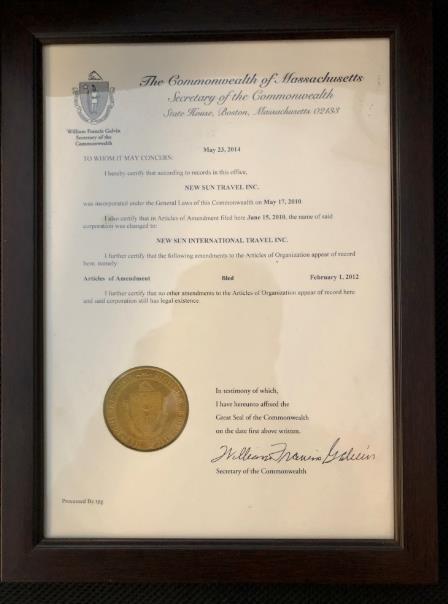 The Commonwealth of Massachusetts
Secretary of the Commonwealth
State House, Boston, Massachusetts 02133
William Francis Galvin
Secretary of the
Commonwealth
May 23, 2014
TO WHOM IT MAY CONCERN:
I hereby certify that according to records in this office,
NEW SUN TRAVEL INC.
was incorporated under the General Laws of this Commonwealth on May 17, 2010.
I also certify that in Articles of Amendment filed here June 15, 2010, the name of said
corporation was changed to:
NEW SUN INTERNATIONAL TRAVEL INC.
I further certify that the following amendments to the Articles of Organization appear of record
here, namely
Articles of Amendment filed February 1, 2012
I further certify that no other amendments to the Articles of Organization appear of record here
and said corporation still has legal existence.
In testimony of which,
I have hereunto affixed the
Great Seal of the Commonwealth
on the date first above written.
William Francis Galvin
Secretary of the Commonwealth
Processed By